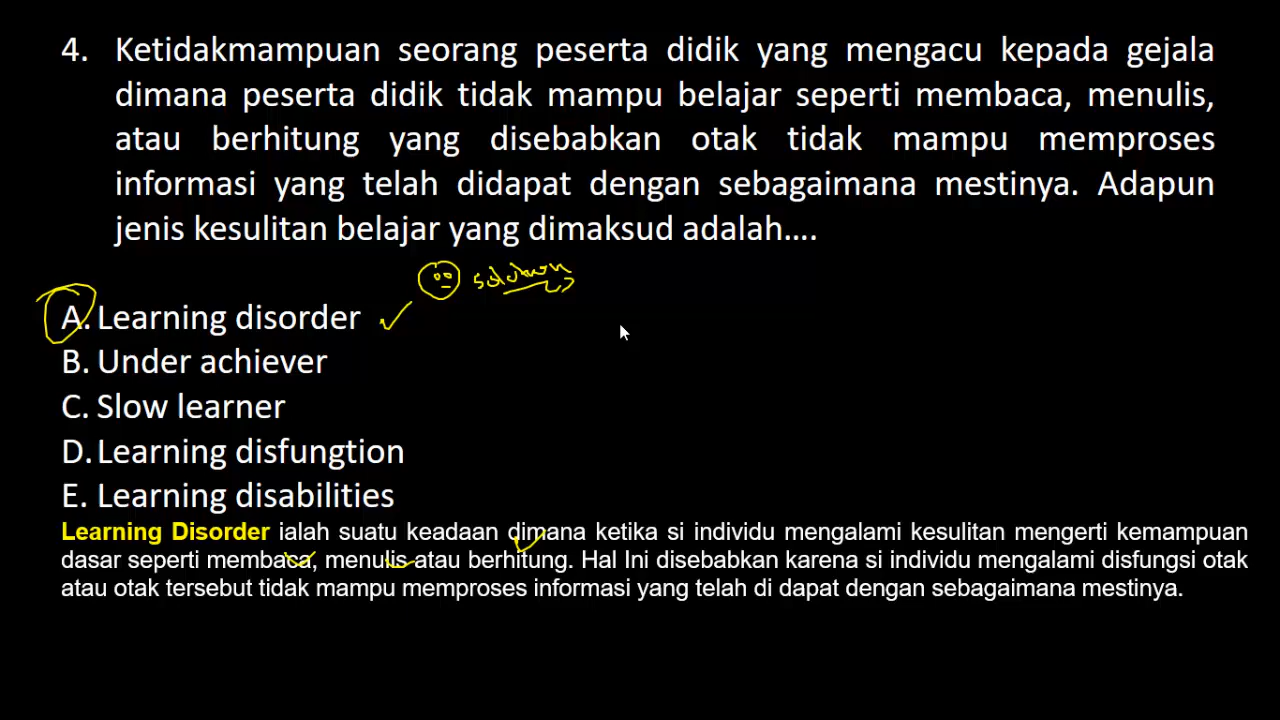 4. Ketidakmampuan seorang peserta didik yang mengacu kepada gejala
dimana peserta didik tidak mampu belajar seperti membaca, menulis,
atau berhitung yang disebabkan otak tidak mampu memproses
informasi yang telah didapat dengan sebagaimana mestinya. Adapun
jenis kesulitan belajar yang dimaksud adalah....
A. Learning disorder
B. Under achiever
C. Slow learner
D. Learning disfungtion
E. Learning disabilities
Learning Disorder ialah suatu keadaan dimana ketika si individu mengalami kesulitan mengerti kemampuan
dasar seperti membaca, menulis atau berhitung. Hal Ini disebabkan karena si individu mengalami disfungsi otak
atau otak tersebut tidak mampu memproses informasi yang telah di dapat dengan sebagaimana mestinya.